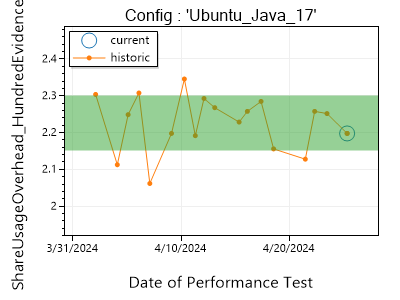 Config : 'Ubuntu_Java_17'
current
historic
ShareUsageOverhead_HundredEvidence
2.4
2.3
2.2
2.1
2
3/31/2024
4/10/2024
4/20/2024
Date of Performance Test